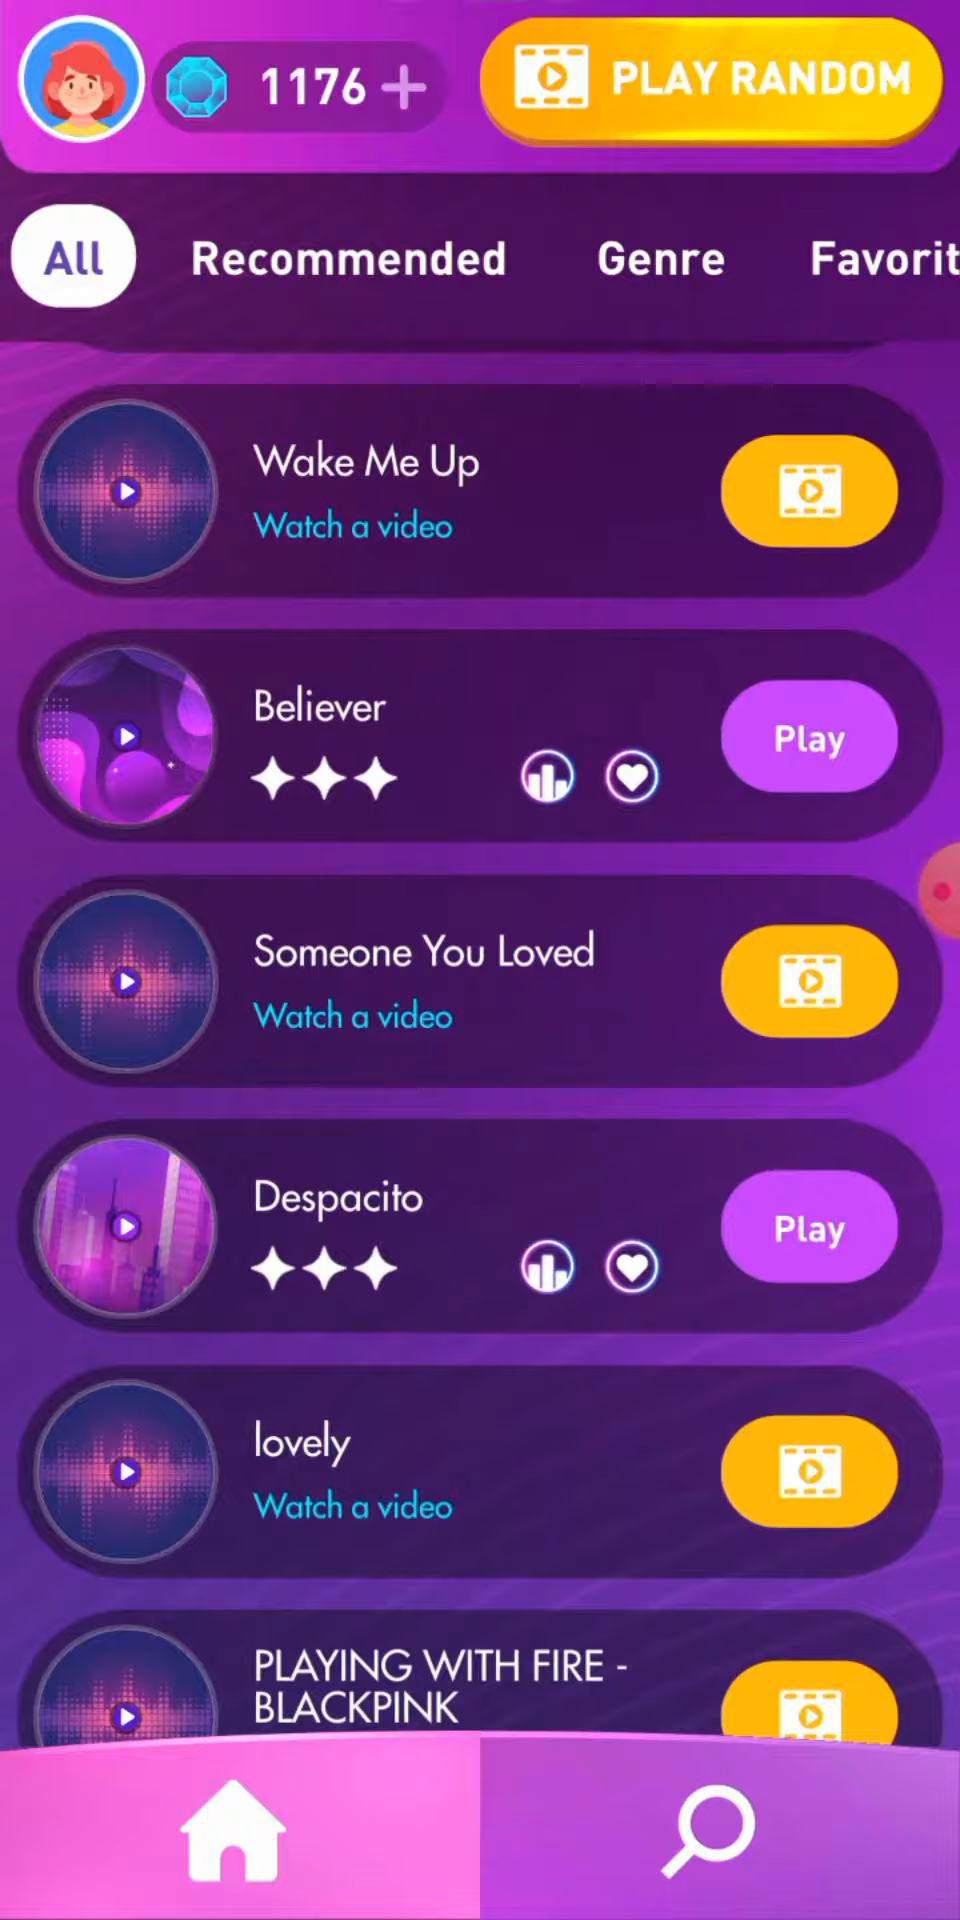 1176
PLAY RANDOM
All Recommended Genre Favorit
Wake Me Up
Watch a video
Believer
Play
Someone You Loved
Watch a video
Despacito
Play
lovely
Watch a video
PLAYING WITH FIRE -
BLACKPINK